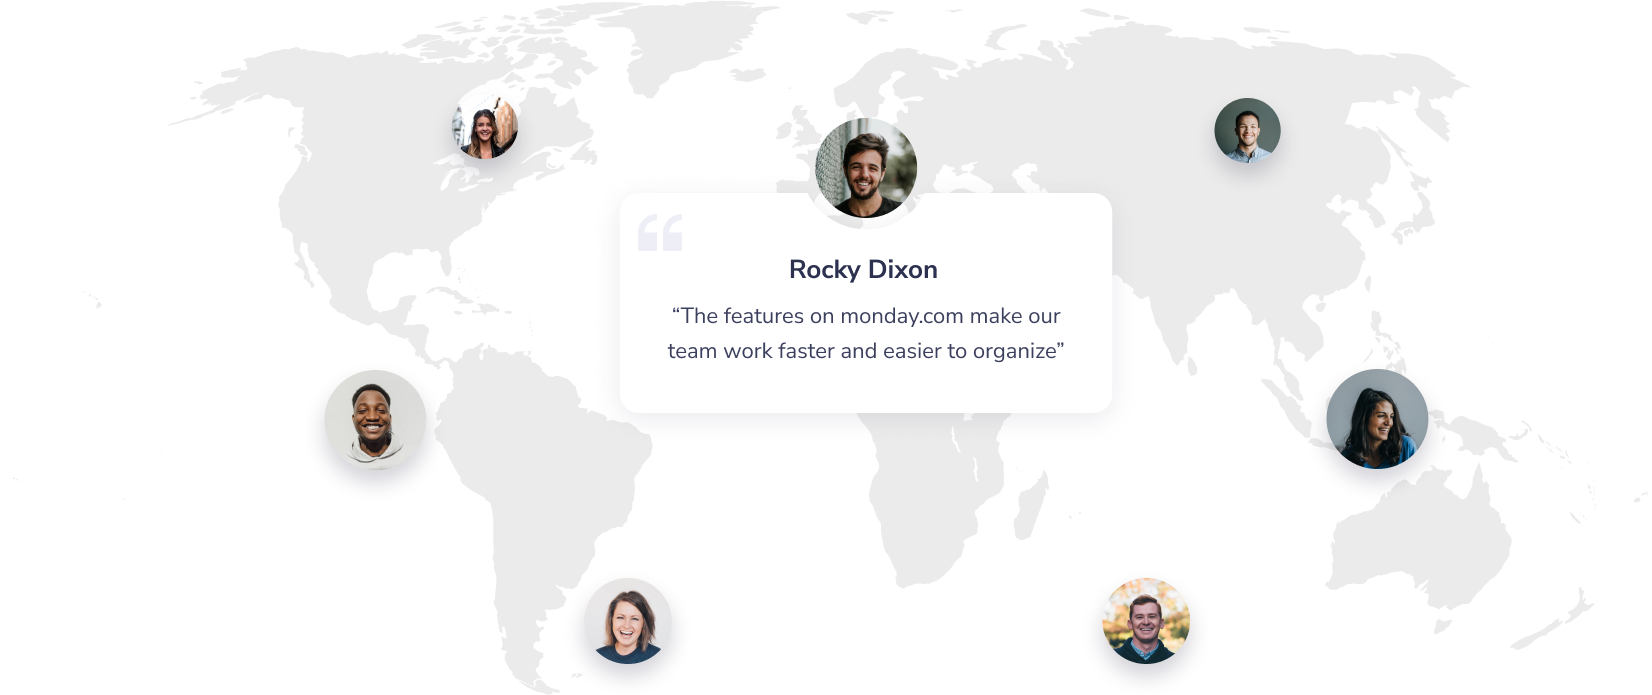 Rocky Dixon
“The features on monday.com make our
team work faster and easier to organize”